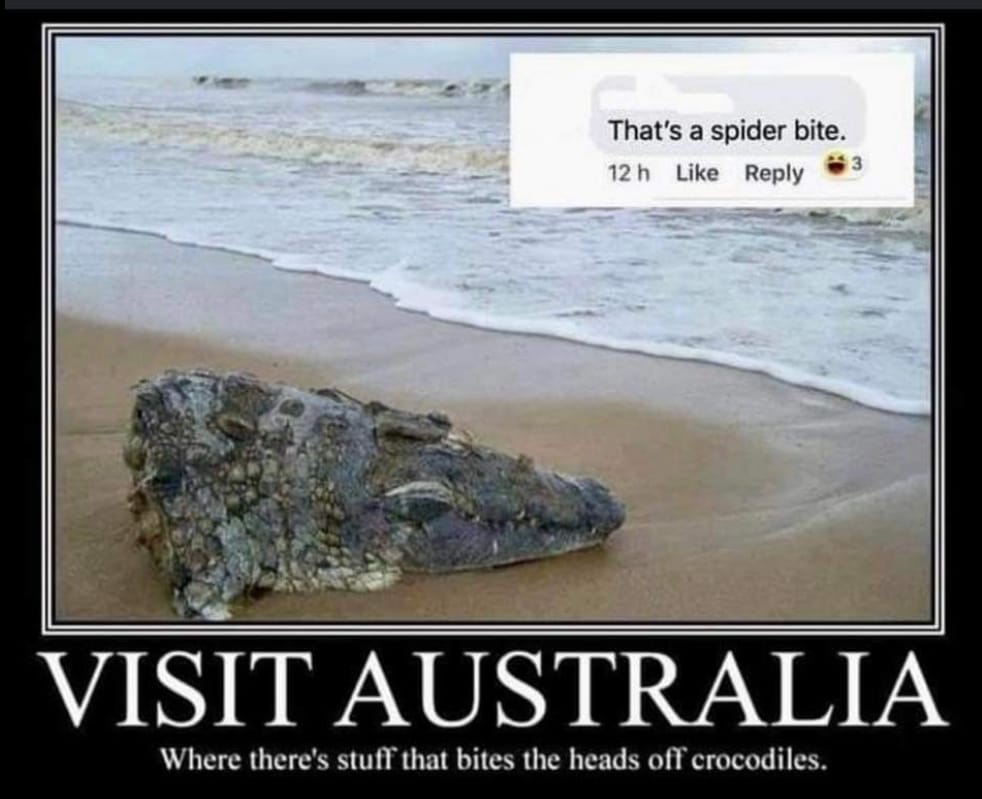 That's a spider bite.
12 h Like Reply 😆 3
VISIT AUSTRALIA
Where there's stuff that bites the heads off crocodiles.